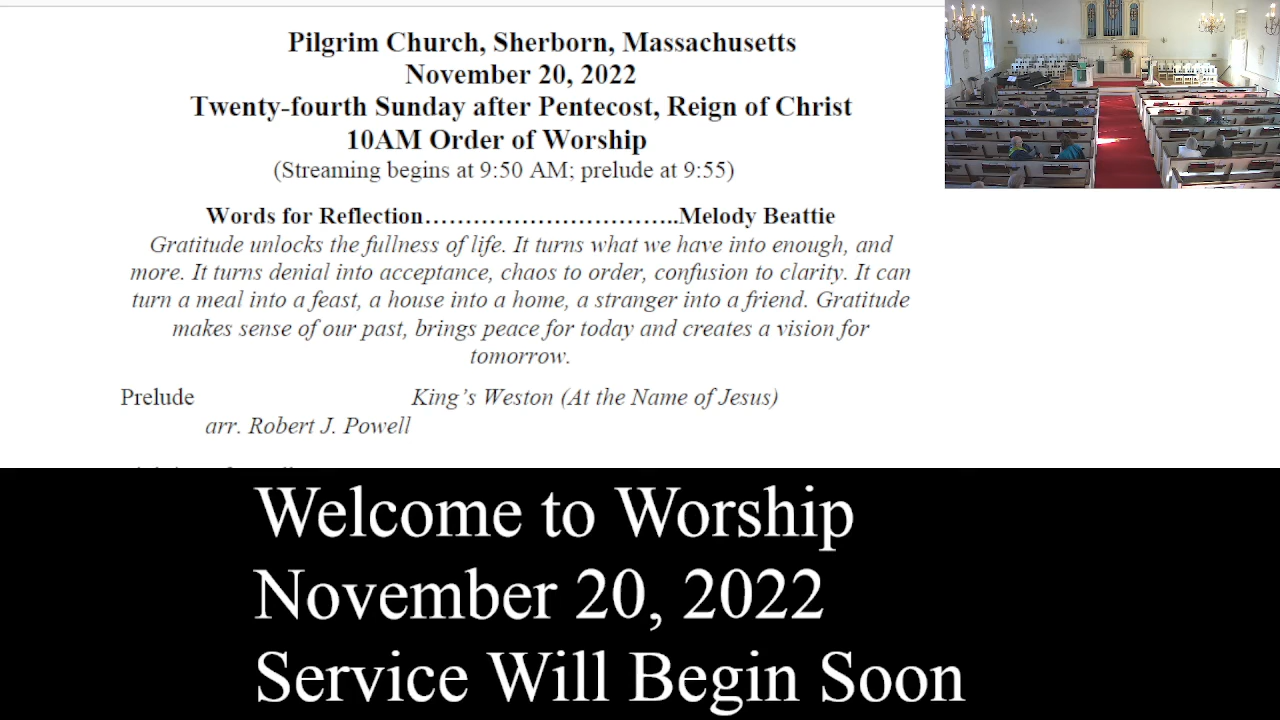 Pilgrim Church, Sherborn, Massachusetts
November 20, 2022
Twenty-fourth Sunday after Pentecost, Reign of Christ
10AM Order of Worship
(Streaming begins at 9:50 AM; prelude at 9:55)
Words for Reflection…………………………..Melody Beattie
Gratitude unlocks the fullness of life. It turns what we have into enough, and
more. It turns denial into acceptance, chaos to order, confusion to clarity. It can
turn a meal into a feast, a house into a home, a stranger into a friend. Gratitude
makes sense of our past, brings peace for today and creates a vision for
tomorrow.
Prelude King’s Weston (At the Name of Jesus)
arr. Robert J. Powell
Welcome to Worship
November 20, 2022
Service Will Begin Soon